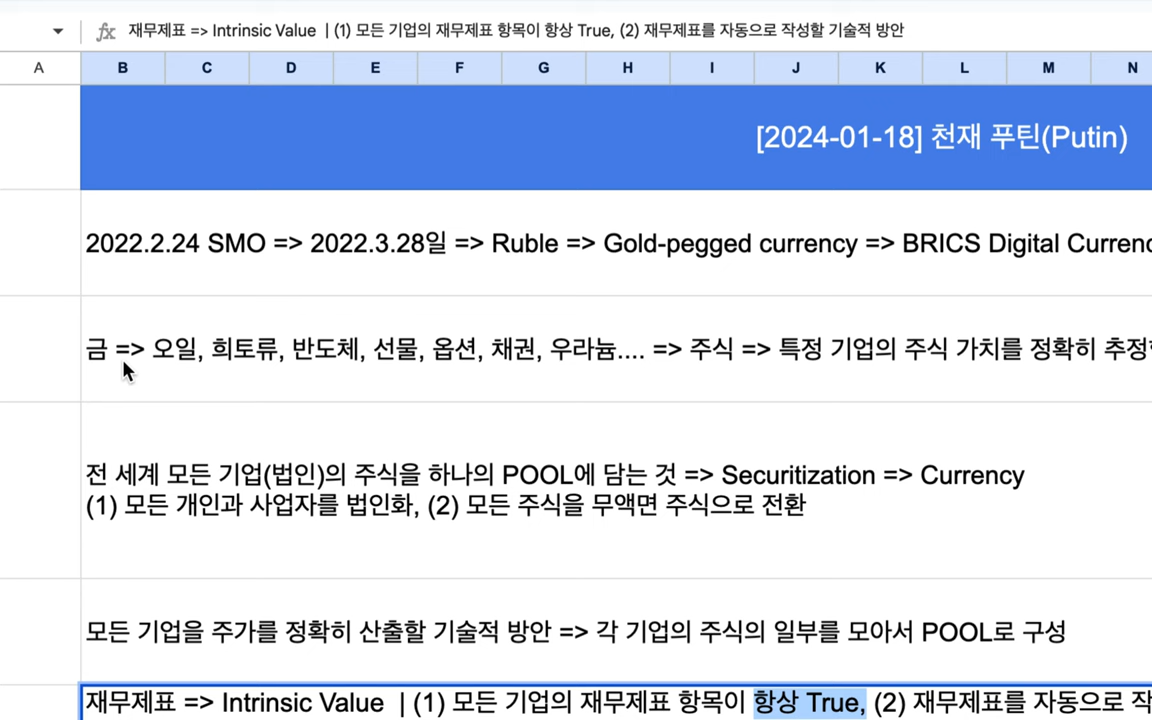 fx 재무제표 => Intrinsic Value | (1) 모든 기업의 재무제표 항목이 항상 True, (2) 재무제표를 자동으로 작성할 기술적 방안
A B C D E F G H I J K L M N
[2024-01-18] 천재 푸틴(Putin)
2022.2.24 SMO => 2022.3.28일 => Ruble => Gold-pegged currency => BRICS Digital Currenc
금 => 오일, 희토류, 반도체, 선물, 옵션, 채권, 우라늄.... => 주식 => 특정 기업의 주식 가치를 정확히 추정
전 세계 모든 기업(법인)의 주식을 하나의 POOL에 담는 것 => Securitization => Currency
(1) 모든 개인과 사업자를 법인화, (2) 모든 주식을 무액면 주식으로 전환
모든 기업을 주가를 정확히 산출할 기술적 방안 => 각 기업의 주식의 일부를 모아서 POOL로 구성
재무제표 => Intrinsic Value | (1) 모든 기업의 재무제표 항목이 항상 True, (2) 재무제표를 자동으로 작